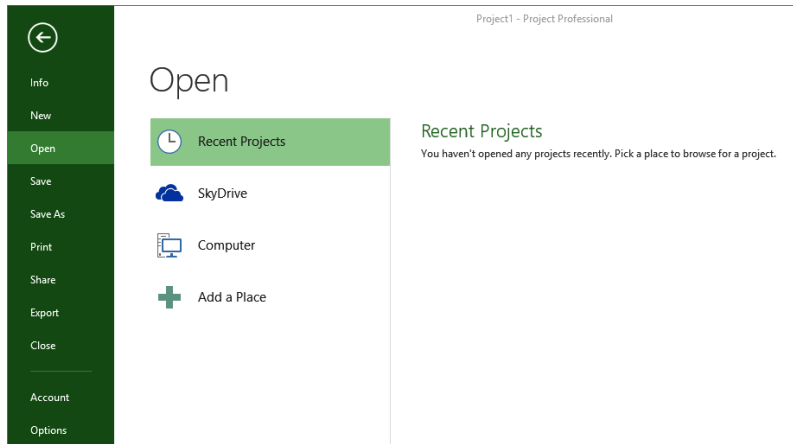 Project1 - Project Professional
Info
New
Open
Save
Save As
Print
Share
Export
Close
Account
Options
Open
Recent Projects
SkyDrive
Computer
Add a Place
Recent Projects
You haven't opened any projects recently. Pick a place to browse for a project.